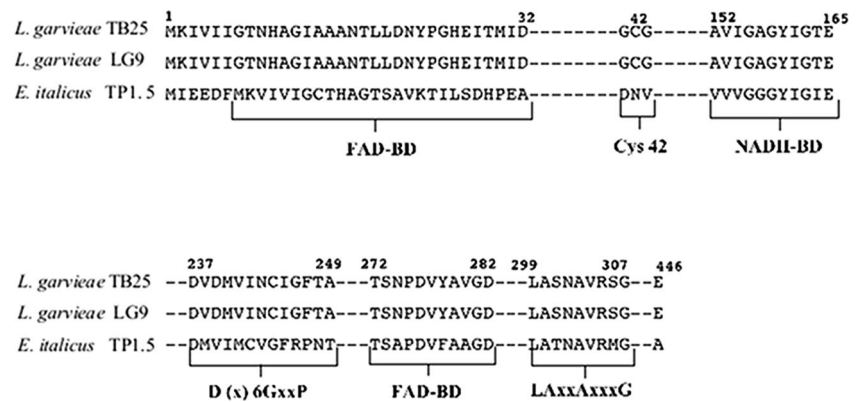 1 32 42 152 165
L. garvieae TB25 MKIVIIGTNHAGIAAANTLLDNYPGHEITMID--------GCG-----AVIGAGYIGTE
L. garvieae LG9 MKIVIIGTNHAGIAAANTLLDNYPGHEITMID--------GCG-----AVIGAGYIGTE
E. italicus TP1.5 MIEEDFMKVIVIGCTHAGTSAVKTILSDHPEA--------DNV-----VVVGGGYIGIE
FAD-BD Cys 42 NADH-BD
237 249 272 282 299 307 446
L. garvieae TB25 --DVDMVINCIGFTA---TSNPDVYAVGD---LASNAVRSG--E
L. garvieae LG9 --DVDMVINCIGFTA---TSNPDVYAVGD---LASNAVRSG--E
E. italicus TP1.5 --DMVIMCVGFRPNT---TSAPDVFAAGD---LATNAVRMG--A
D (x) 6GxxP FAD-BD LAxxAxxxG